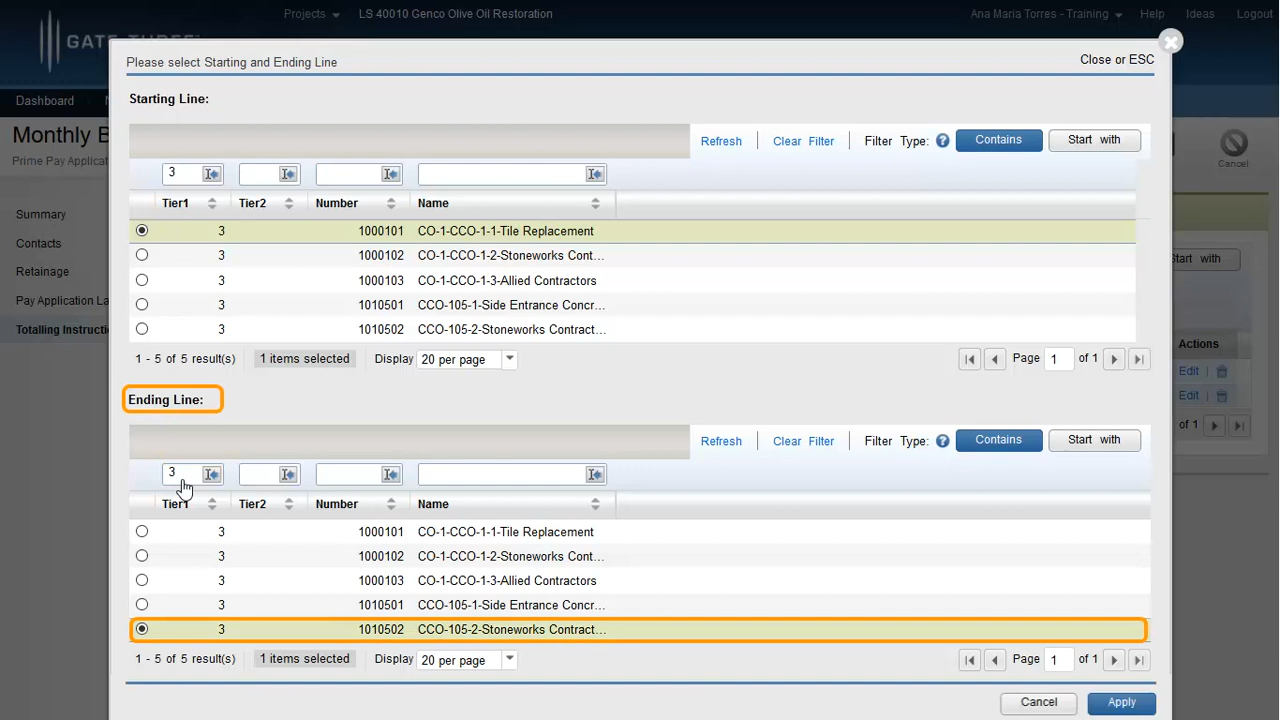 Projects
LS 40010 Genco Olive Oil Restoration
Ana Maria Torres - Training
Help
Ideas
Logout
GATE THREE
Please select Starting and Ending Line
Close or ESC
Dashboard
Monthly B
Prime Pay Applica
Cancel
Summary
Contacts
Retainage
Pay Application La
Totalling Instructi
Starting Line:
Refresh
Clear Filter
Filter Type: ?
Contains
Start with
3
Tier1
Tier2
Number
Name
3 1000101 CO-1-CCO-1-1-Tile Replacement
3 1000102 CO-1-CCO-1-2-Stoneworks Cont...
3 1000103 CO-1-CCO-1-3-Allied Contractors
3 1010501 CCO-105-1-Side Entrance Concr...
3 1010502 CCO-105-2-Stoneworks Contract...
1 - 5 of 5 result(s)
1 items selected
Display 20 per page
Page 1 of 1
Start with
Actions
Edit
Edit
of 1
Ending Line:
Refresh
Clear Filter
Filter Type: ?
Contains
Start with
3
Tier1
Tier2
Number
Name
3 1000101 CO-1-CCO-1-1-Tile Replacement
3 1000102 CO-1-CCO-1-2-Stoneworks Cont...
3 1000103 CO-1-CCO-1-3-Allied Contractors
3 1010501 CCO-105-1-Side Entrance Concr...
3 1010502 CCO-105-2-Stoneworks Contract...
1 - 5 of 5 result(s)
1 items selected
Display 20 per page
Page 1 of 1
Cancel
Apply